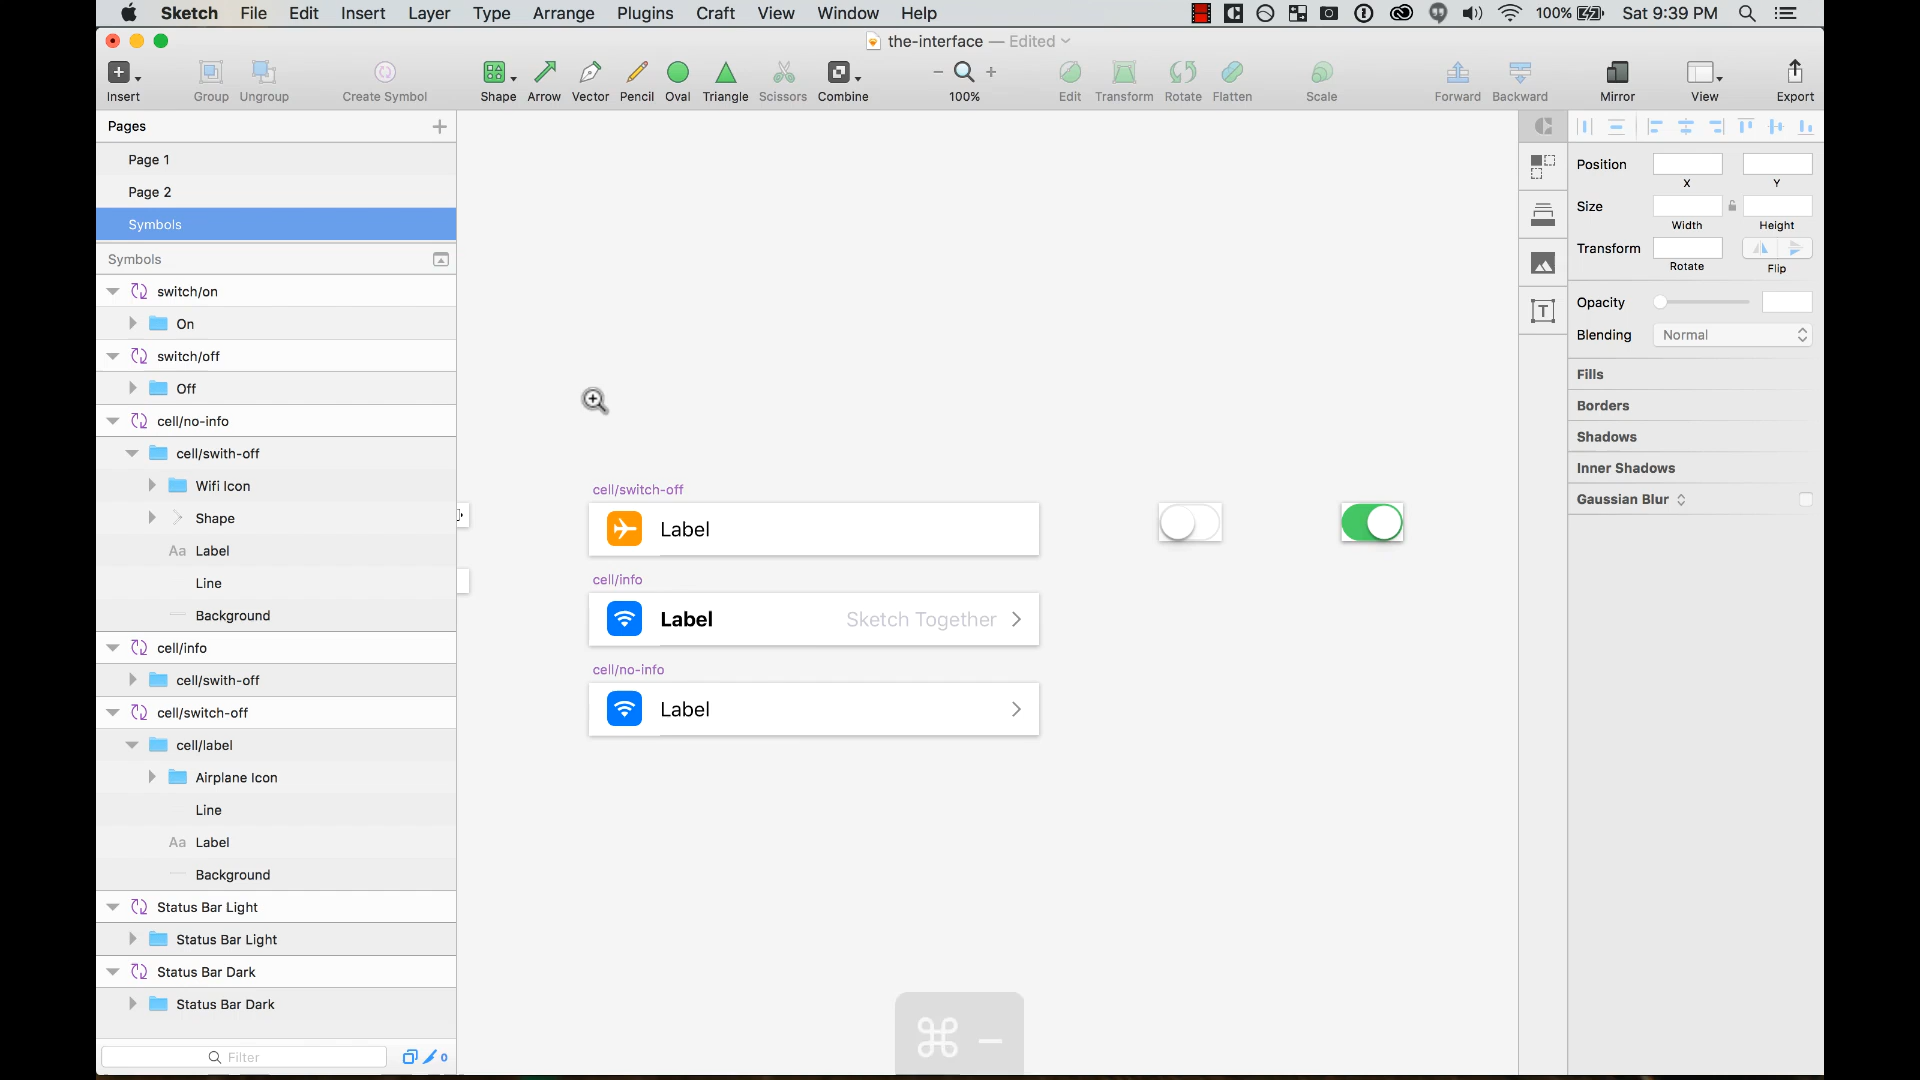 Sketch File Edit Insert Layer Type Arrange Plugins Craft View Window Help 100% Sat 9:39 PM
the-interface — Edited
Insert Group Ungroup Create Symbol Shape Arrow Vector Pencil Oval Triangle Scissors Combine 100% Edit Transform Rotate Flatten Scale Forward Backward Mirror View Export
Pages
Page 1
Page 2
Symbols
Symbols
switch/on
On
switch/off
Off
cell/no-info
cell/swith-off
Wifi Icon
Shape
Aa Label
Line
Background
cell/info
cell/swith-off
cell/switch-off
cell/label
Airplane Icon
Line
Aa Label
Background
Status Bar Light
Status Bar Light
Status Bar Dark
Status Bar Dark
Filter
0
cell/switch-off
Label
cell/info
Label Sketch Together
cell/no-info
Label
⌘ –
T
Position
X Y
Size
Width Height
Transform
Rotate Flip
Opacity
Blending Normal
Fills
Borders
Shadows
Inner Shadows
Gaussian Blur